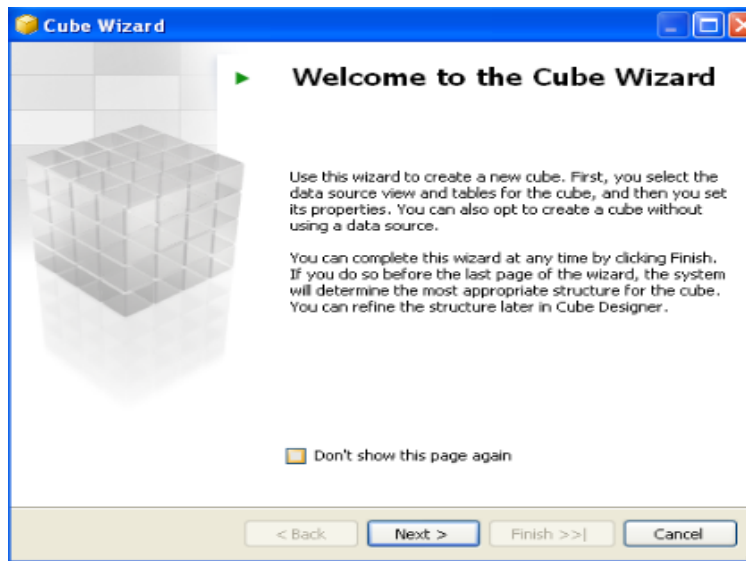 Cube Wizard
Welcome to the Cube Wizard
Use this wizard to create a new cube. First, you select the
data source view and tables for the cube, and then you set
its properties. You can also opt to create a cube without
using a data source.
You can complete this wizard at any time by clicking Finish.
If you do so before the last page of the wizard, the system
will determine the most appropriate structure for the cube.
You can refine the structure later in Cube Designer.
Don't show this page again
< Back Next > Finish >>| Cancel